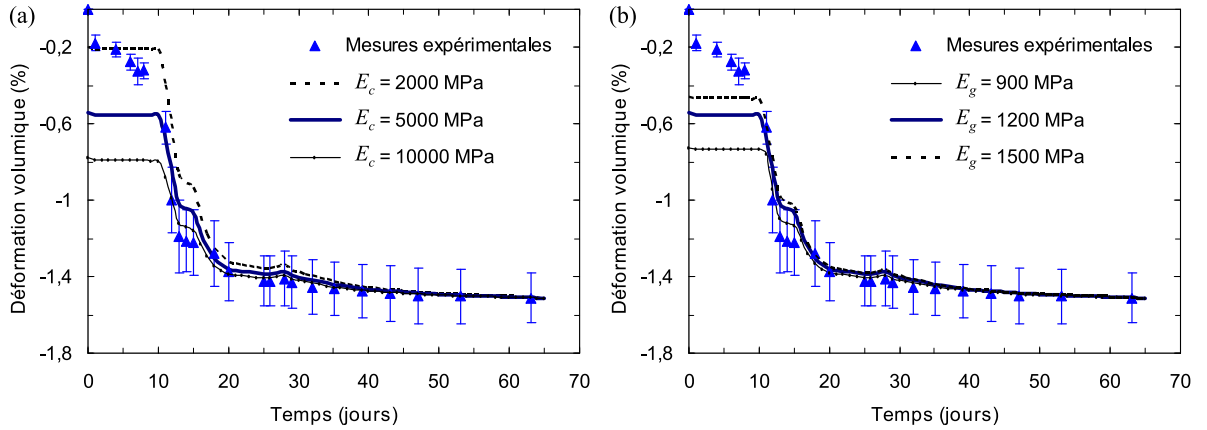 (a)
Déformation volumique (%)
0
-0,2
-0,6
-1
-1,4
-1,8
0 10 20 30 40 50 60 70
Temps (jours)
Mesures expérimentales
E_c = 2000 MPa
E_c = 5000 MPa
E_c = 10000 MPa
(b)
Déformation volumique (%)
0
-0,2
-0,6
-1
-1,4
-1,8
0 10 20 30 40 50 60 70
Temps (jours)
Mesures expérimentales
E_g = 900 MPa
E_g = 1200 MPa
E_g = 1500 MPa